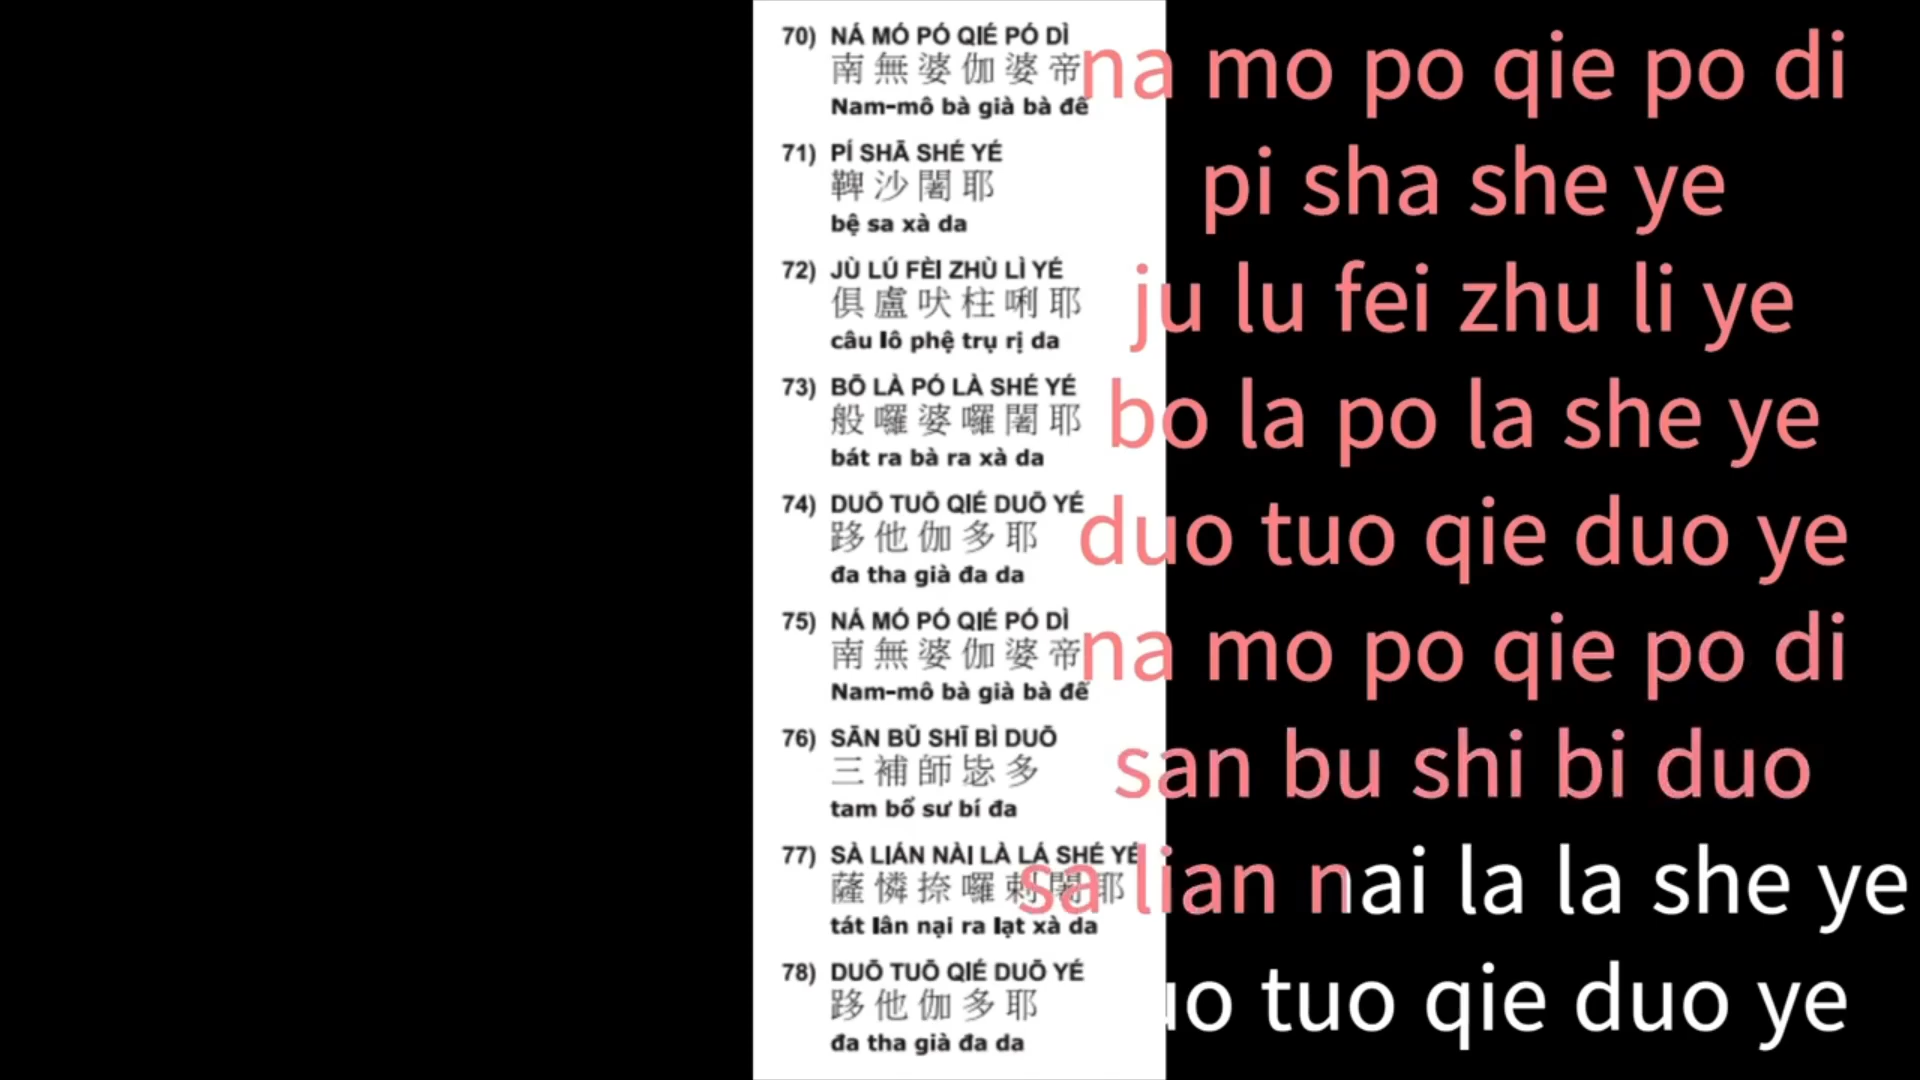 70) NÁ MÓ PÓ QIÉ PÓ DÌ
南無婆伽婆帝
Nam-mô bà già bà đế
71) PÍ SHĀ SHÉ YÉ
鞞沙闍耶
bệ sa xà da
72) JÙ LÚ FÈI ZHÙ LÌ YÉ
俱盧吠柱唎耶
câu lô phệ trụ rị da
73) BŌ LÀ PÓ LÀ SHÉ YÉ
般囉婆囉闍耶
bát ra bà ra xà da
74) DUŌ TUŌ QIÉ DUŌ YÉ
跢他伽多耶
đa tha già đa da
75) NÁ MÓ PÓ QIÉ PÓ DÌ
南無婆伽婆帝
Nam-mô bà già bà đế
76) SĀN BǓ SHĪ BÌ DUŌ
三補師毖多
tam bổ sư bí đa
77) SÀ LIÁN NÀI LÀ LÁ SHÉ YÉ
薩憐捺囉剌闍耶
tát lân nại ra lạt xà da
78) DUŌ TUŌ QIÉ DUŌ YÉ
跢他伽多耶
đa tha già đa da
na mo po qie po di
pi sha she ye
ju lu fei zhu li ye
bo la po la she ye
duo tuo qie duo ye
na mo po qie po di
san bu shi bi duo
sa lian nai la la she ye
uo tuo qie duo ye